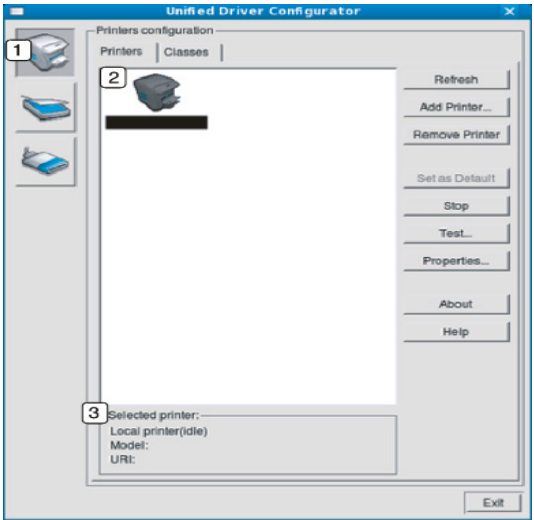 Unified Driver Configurator
1
Printers configuration
Printers
Classes
2
Refresh
Add Printer...
Remove Printer
Set as Default
Stop
Test...
Properties...
About
Help
3
Selected printer:
Local printer(idle)
Model:
URI:
Exit